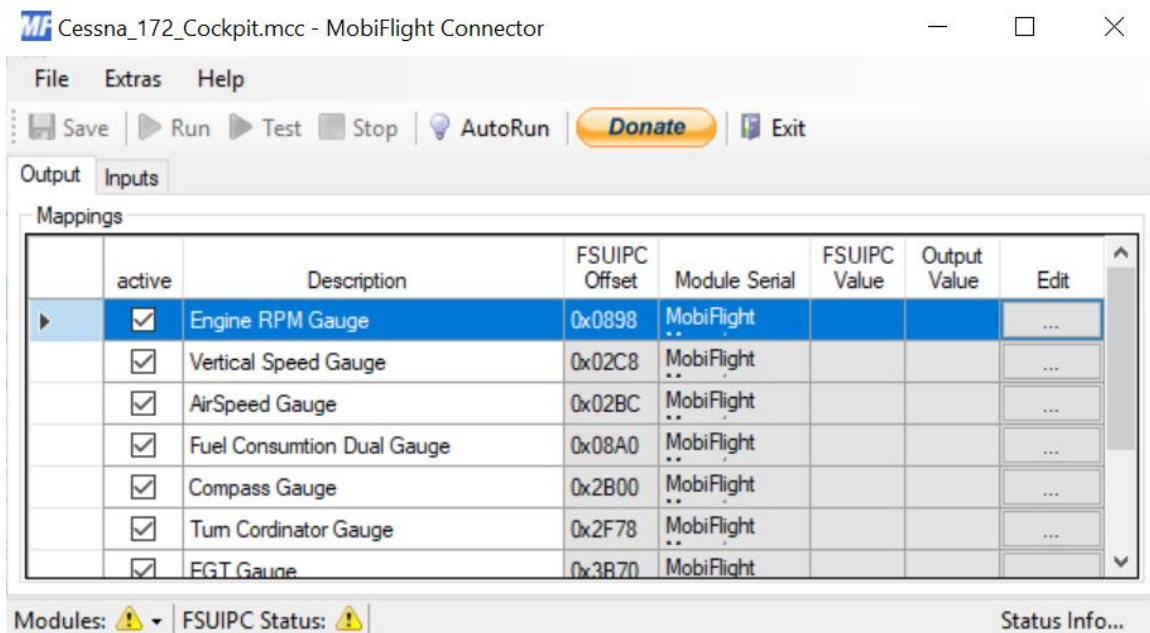 MF Cessna_172_Cockpit.mcc - MobiFlight Connector
File Extras Help
Save Run Test Stop AutoRun Donate Exit
Output Inputs
Mappings
active Description FSUIPC Offset Module Serial FSUIPC Value Output Value Edit
Engine RPM Gauge 0x0898 MobiFlight ...
Vertical Speed Gauge 0x02C8 MobiFlight ...
AirSpeed Gauge 0x02BC MobiFlight ...
Fuel Consumtion Dual Gauge 0x08A0 MobiFlight ...
Compass Gauge 0x2B00 MobiFlight ...
Turn Cordinator Gauge 0x2F78 MobiFlight ...
EGT Gauge 0x3B70 MobiFlight
Modules: FSUIPC Status: Status Info...